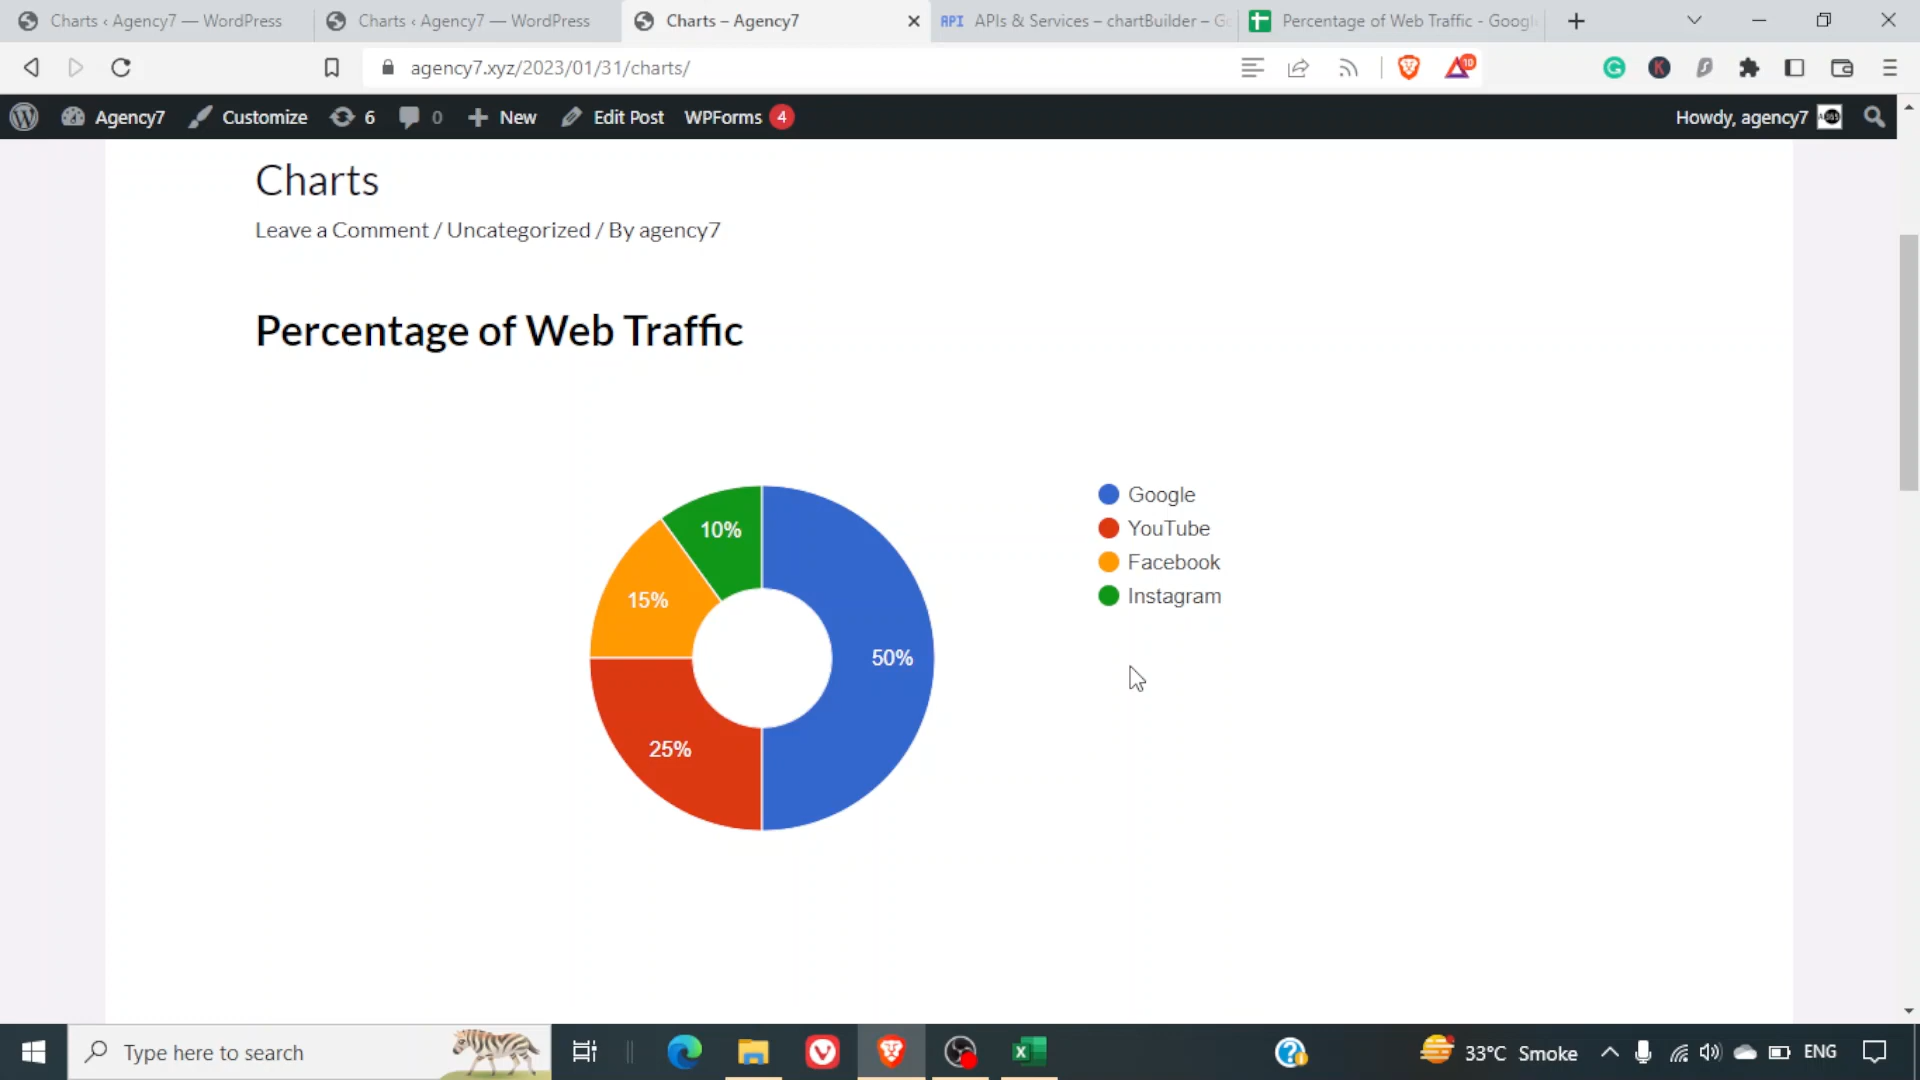 Charts ‹ Agency7 — WordPress
Charts ‹ Agency7 — WordPress
Charts – Agency7
API APIs & Services – chartBuilder – Go
Percentage of Web Traffic - Googl
agency7.xyz/2023/01/31/charts/
10
G
K
Agency7
Customize
6
0
New
Edit Post
WPForms 4
Howdy, agency7
Charts
Leave a Comment / Uncategorized / By agency7
Percentage of Web Traffic
10%
15%
50%
25%
Google
YouTube
Facebook
Instagram
Type here to search
33°C Smoke
ENG